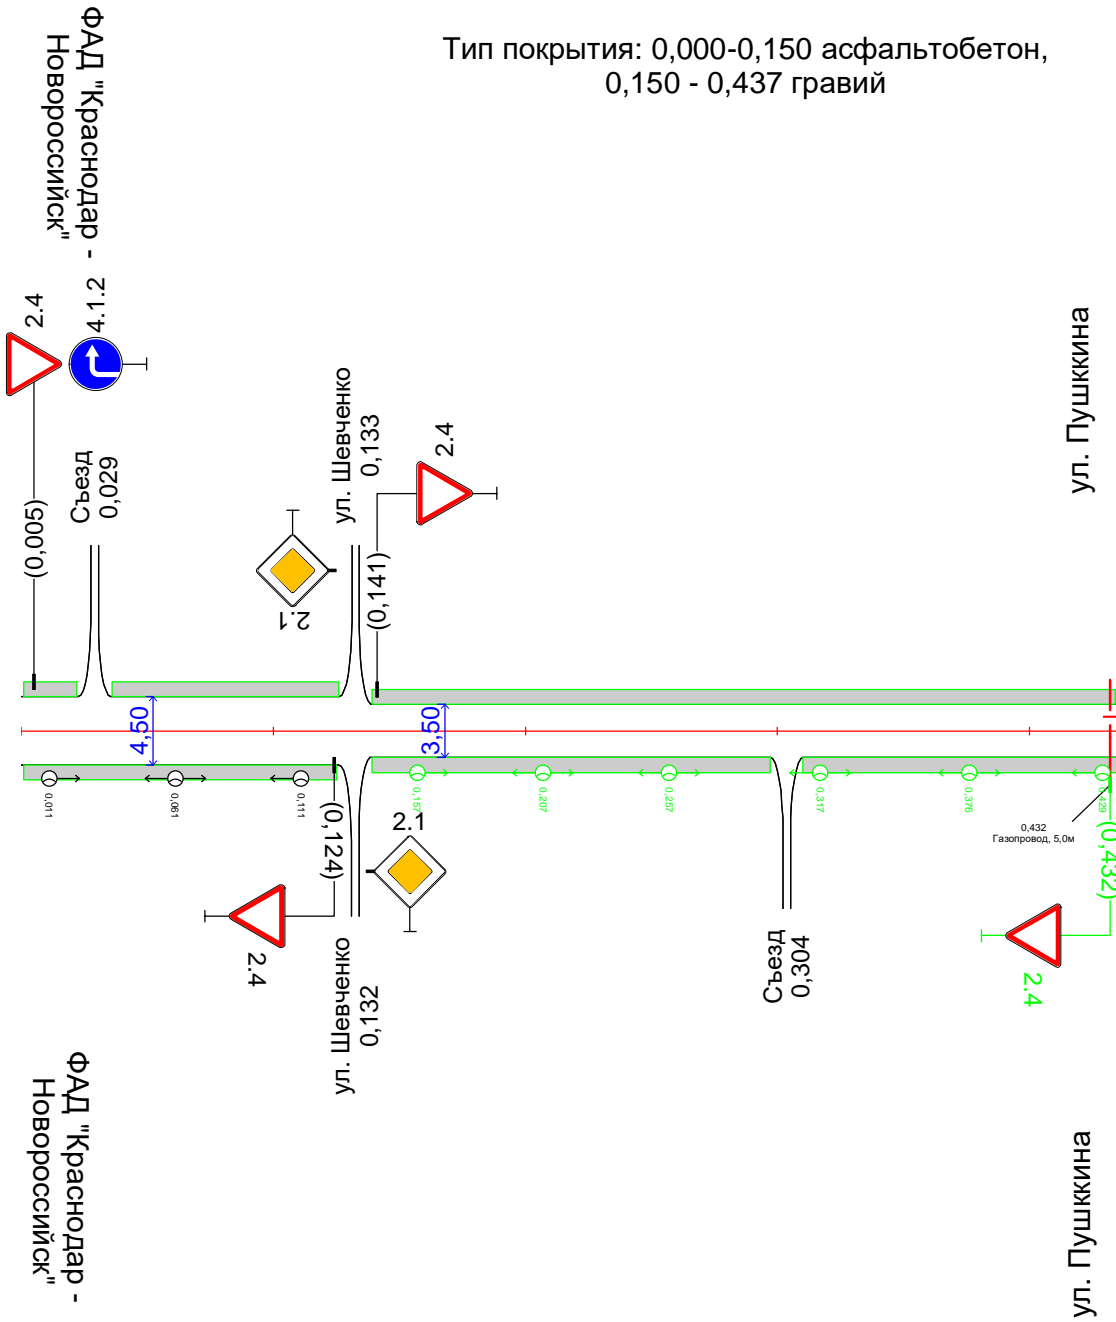 Тип покрытия: 0,000-0,150 асфальтобетон,
0,150 - 0,437 гравий
ФАД "Краснодар -
Новороссийск"
2.4
4.1.2
(0,005)
Съезд
0,029
2.1
ул. Шевченко
0,133
2.4
(0,141)
ул. Пушккина
4,50
3,50
0,011
0,061
0,111
0,157
0,207
0,257
0,317
0,376
0,429
(0,124)
2.1
2.4
ул. Шевченко
0,132
Съезд
0,304
0,432
Газопровод, 5,0м
(0,432)
2.4
ФАД "Краснодар -
Новороссийск"
ул. Пушккина